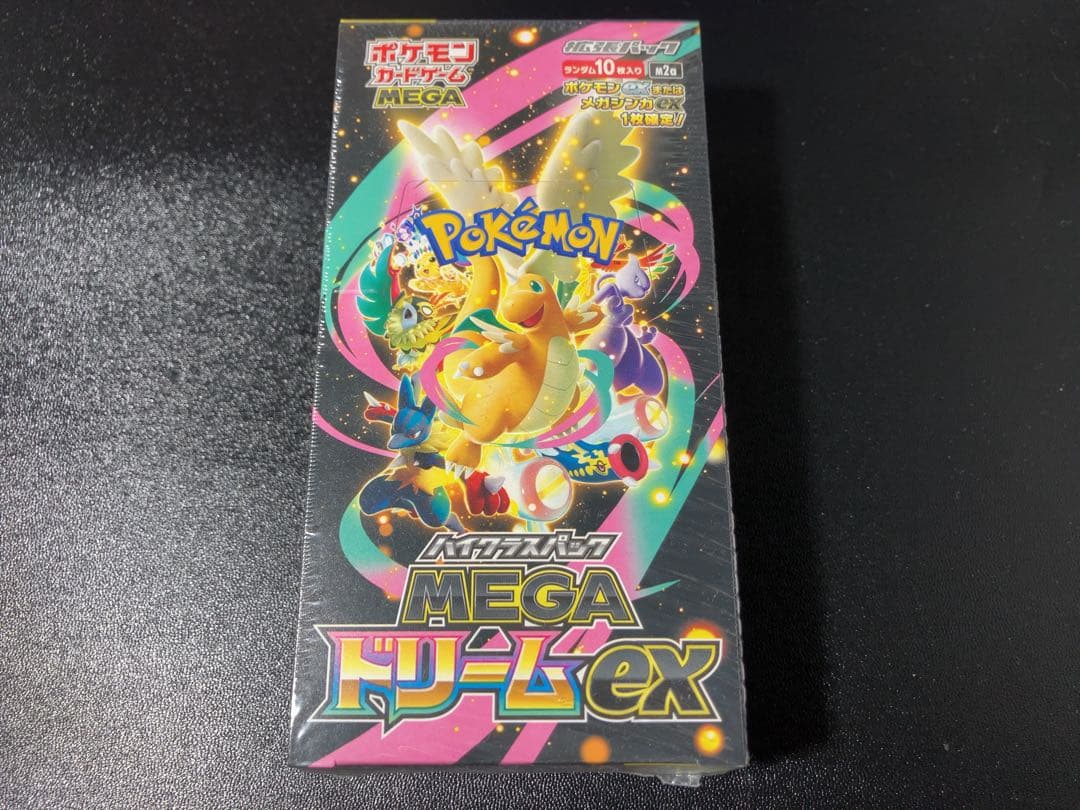 ポケモン
カードゲーム
MEGA
拡張パック
ランダム10枚入り
M2a
ポケモンexまたは
メガシンカex
1枚確定!
POKéMON
ハイクラスパック
MEGA
ドリームex